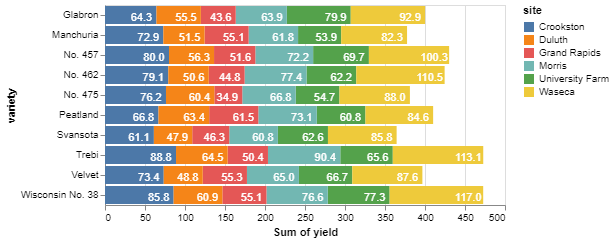 Glabron 64.3 55.5 43.6 63.9 79.9 92.9
Manchuria 72.9 51.5 55.1 61.8 53.9 82.3
No. 457 80.0 56.3 51.6 72.2 69.7 100.3
No. 462 79.1 50.6 44.8 77.4 62.2 110.5
No. 475 76.2 60.4 34.9 66.8 54.7 88.0
Peatland 66.8 63.4 61.5 73.1 60.8 84.6
Svansota 61.1 47.9 46.3 60.8 62.6 85.8
Trebi 88.8 64.5 50.4 90.4 65.6 113.1
Velvet 73.4 48.8 55.3 65.0 66.7 87.6
Wisconsin No. 38 85.8 60.9 55.1 76.6 77.3 117.0
variety
0 50 100 150 200 250 300 350 400 450 500
Sum of yield
site
Crookston
Duluth
Grand Rapids
Morris
University Farm
Waseca